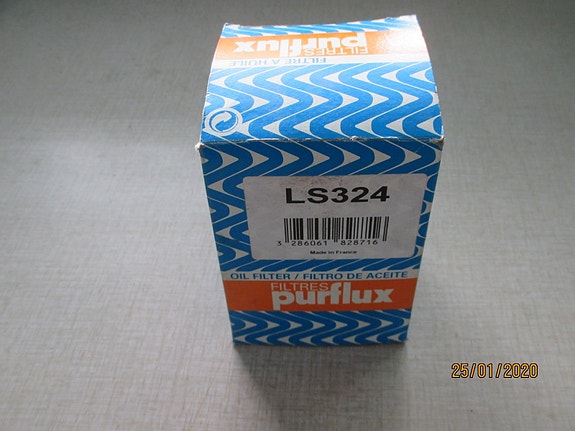 FILTRES
purflux
FILTRE A HUILE
LS324
3 286061 828716
Made in France
OIL FILTER / FILTRO DE ACEITE
FILTRES
purflux
25/01/2020